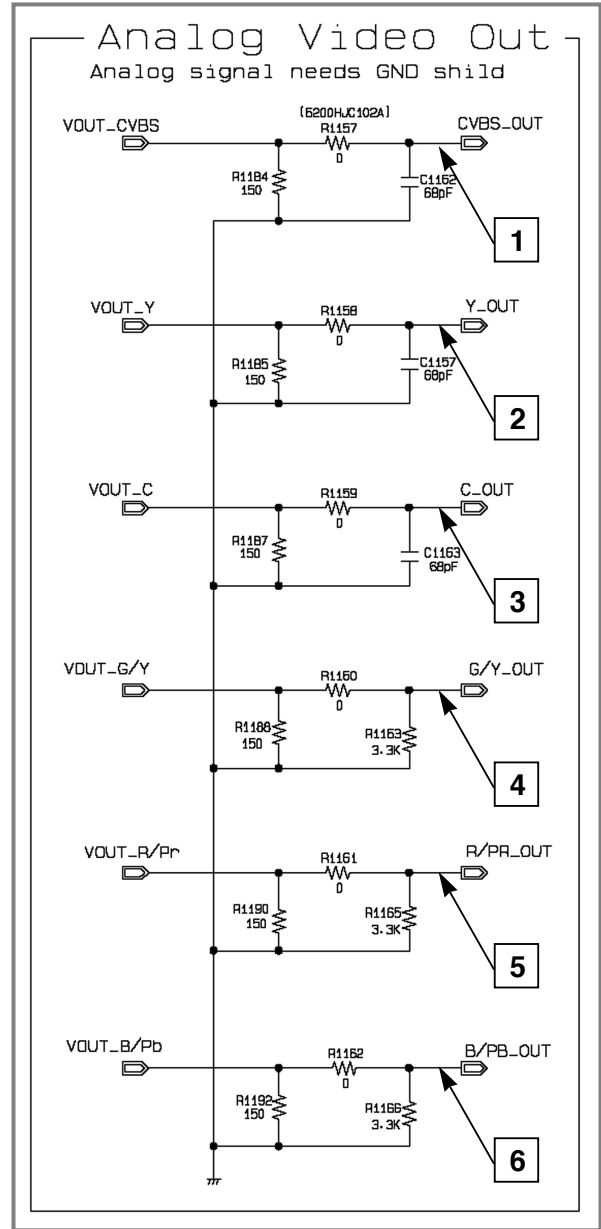 Analog Video Out
Analog signal needs GND shild
(6200HJC102A)
VOUT_CVBS
R1157
0
CVBS_OUT
R1184
150
C1162
68pF
1
VOUT_Y
R1158
0
Y_OUT
R1185
150
C1157
68pF
2
VOUT_C
R1159
0
C_OUT
R1187
150
C1163
68pF
3
VOUT_G/Y
R1160
0
G/Y_OUT
R1188
150
R1163
3.3K
4
VOUT_R/Pr
R1161
0
R/PR_OUT
R1190
150
R1165
3.3K
5
VOUT_B/Pb
R1162
0
B/PB_OUT
R1192
150
R1166
3.3K
6